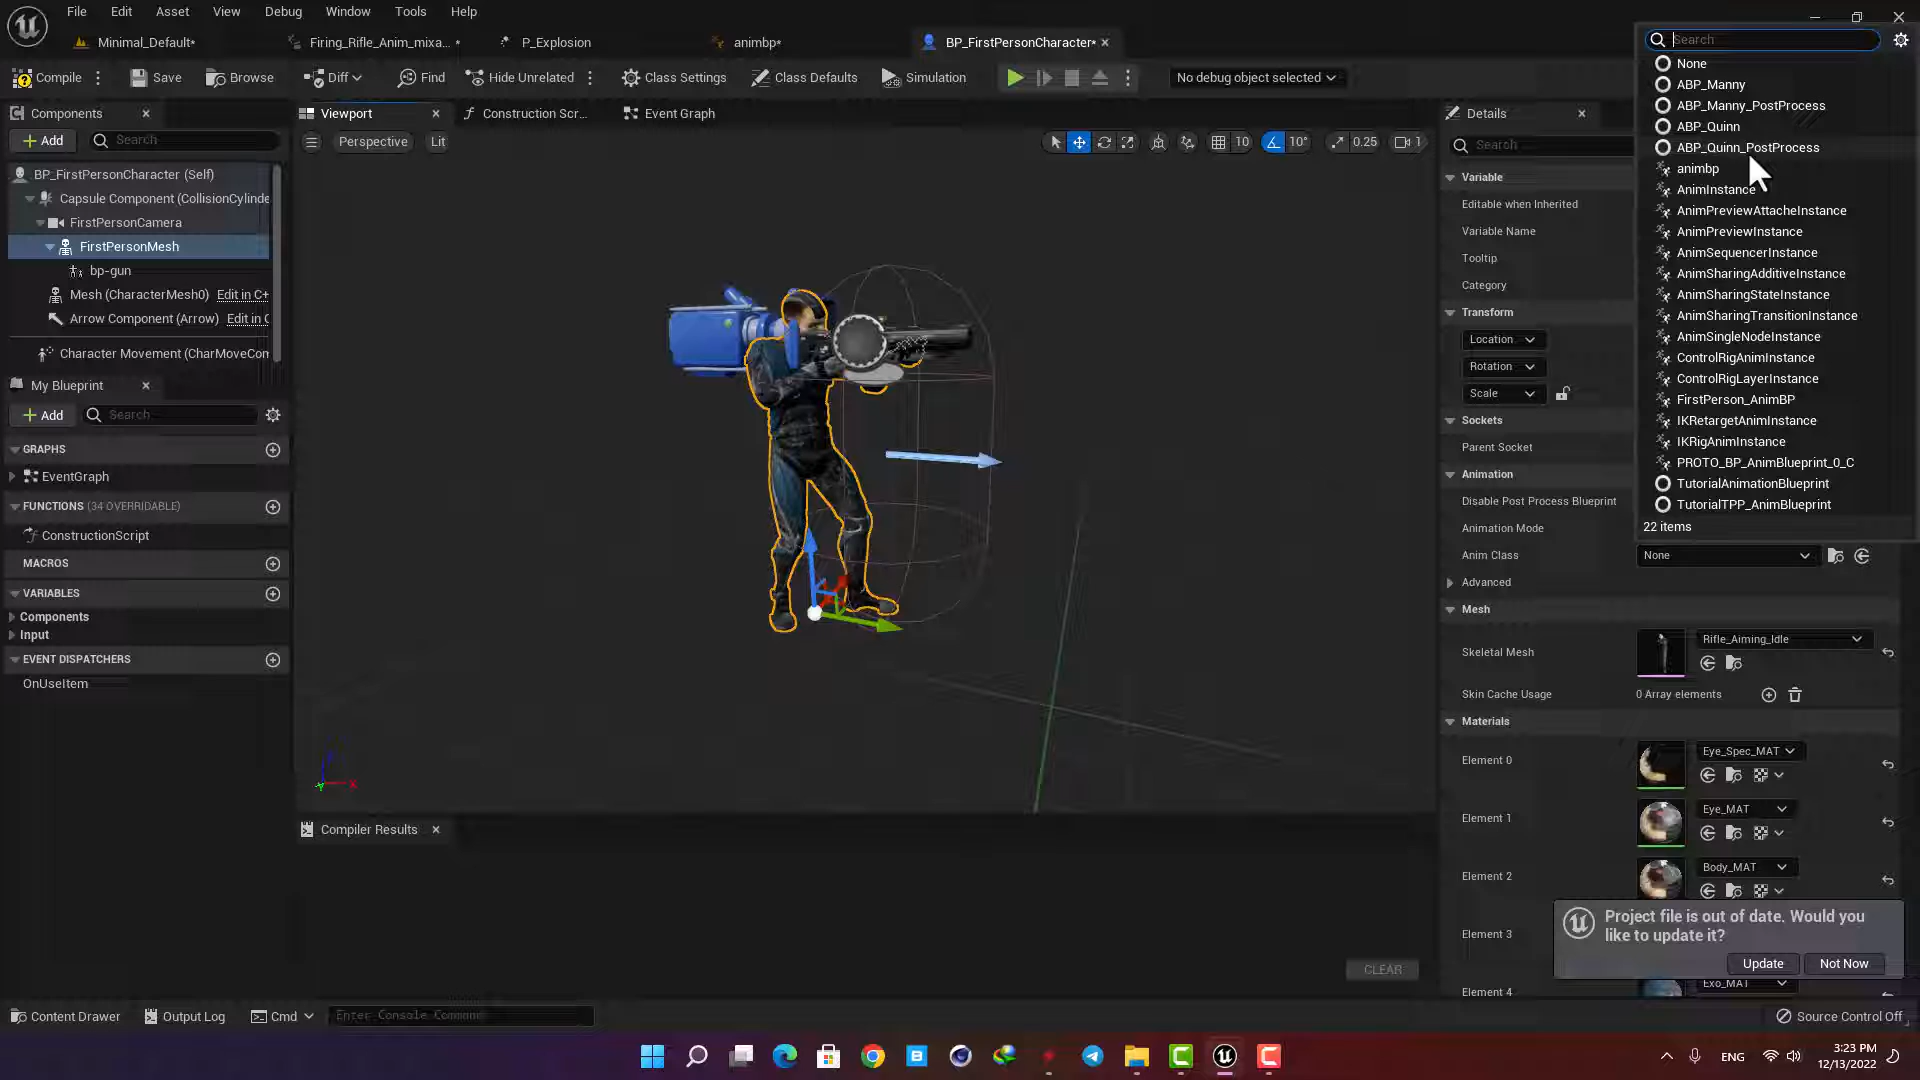 File Edit Asset View Debug Window Tools Help
Minimal_Default* Firing_Rifle_Anim_mixa... * P_Explosion animbp* BP_FirstPersonCharacter*
Compile Save Browse Diff Find Hide Unrelated Class Settings Class Defaults Simulation No debug object selected
Components
Add Search
BP_FirstPersonCharacter (Self)
Capsule Component (CollisionCylinde
FirstPersonCamera
FirstPersonMesh
bp-gun
Mesh (CharacterMesh0) Edit in C+
Arrow Component (Arrow) Edit in C
Character Movement (CharMoveCom
My Blueprint
Add Search
GRAPHS
EventGraph
FUNCTIONS (34 OVERRIDABLE)
ConstructionScript
MACROS
VARIABLES
Components
Input
EVENT DISPATCHERS
OnUseItem
Viewport Construction Scr... Event Graph
Perspective Lit 10 10° 0.25 1
Compiler Results
CLEAR
Details
Search
Variable
Editable when Inherited
Variable Name
Tooltip
Category
Transform
Location
Rotation
Scale
Sockets
Parent Socket
Animation
Disable Post Process Blueprint
Animation Mode
Anim Class None
Advanced
Mesh
Skeletal Mesh Rifle_Aiming_Idle
Skin Cache Usage 0 Array elements
Materials
Element 0 Eye_Spec_MAT
Element 1 Eye_MAT
Element 2 Body_MAT
Element 3
Element 4 Exo_MAT
Search
None
ABP_Manny
ABP_Manny_PostProcess
ABP_Quinn
ABP_Quinn_PostProcess
animbp
AnimInstance
AnimPreviewAttacheInstance
AnimPreviewInstance
AnimSequencerInstance
AnimSharingAdditiveInstance
AnimSharingStateInstance
AnimSharingTransitionInstance
AnimSingleNodeInstance
ControlRigAnimInstance
ControlRigLayerInstance
FirstPerson_AnimBP
IKRetargetAnimInstance
IKRigAnimInstance
PROTO_BP_AnimBlueprint_0_C
TutorialAnimationBlueprint
TutorialTPP_AnimBlueprint
22 items
Project file is out of date. Would you
like to update it?
Update Not Now
Content Drawer Output Log Cmd Enter Console Command Source Control Off
ENG 3:23 PM
12/13/2022